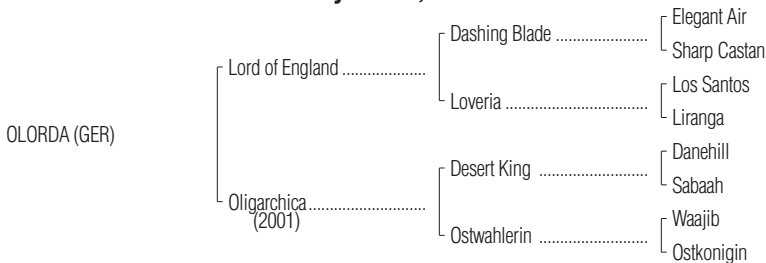 Elegant Air
Dashing Blade
Sharp Castan
Lord of England
Los Santos
Loveria
Liranga
OLORDA (GER)
Danehill
Desert King
Sabaah
Oligarchica
(2001)
Waajib
Ostwahlerin
Ostkonigin